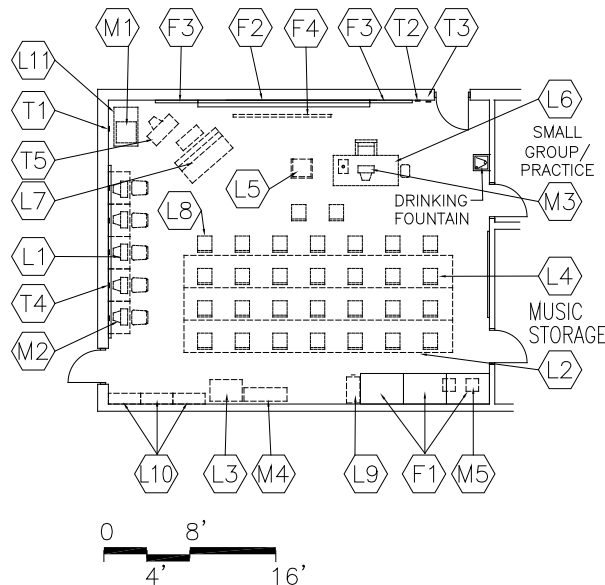 M1
F3
F2
F4
F3
T2
T3
L11
T1
T5
L7
L8
L5
L6
SMALL
GROUP/
PRACTICE
M3
DRINKING
FOUNTAIN
L1
T4
M2
L4
MUSIC
STORAGE
L2
L10
L3
M4
L9
F1
M5
0
8'
4'
16'